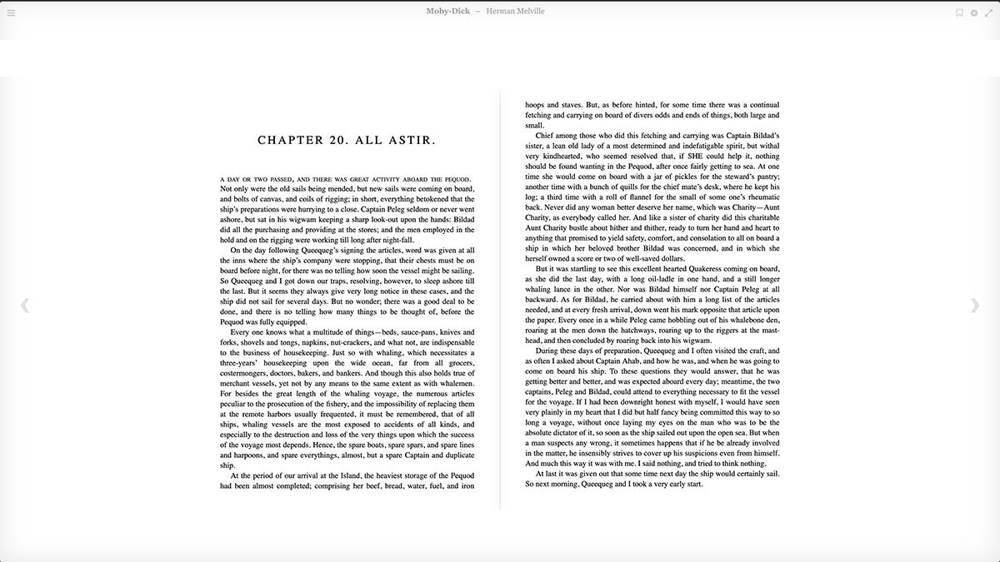 Moby-Dick – Herman Melville
CHAPTER 20. ALL ASTIR.
A DAY OR TWO PASSED, AND THERE WAS GREAT ACTIVITY ABOARD THE PEQUOD.
Not only were the old sails being mended, but new sails were coming on board,
and bolts of canvas, and coils of rigging; in short, everything betokened that the
ship's preparations were hurrying to a close. Captain Peleg seldom or never went
ashore, but sat in his wigwam keeping a sharp look-out upon the hands: Bildad
did all the purchasing and providing at the stores; and the men employed in the
hold and on the rigging were working till long after night-fall.
On the day following Queequeg's signing the articles, word was given at all
the inns where the ship's company were stopping, that their chests must be on
board before night, for there was no telling how soon the vessel might be sailing.
So Queequeg and I got down our traps, resolving, however, to sleep ashore till
the last. But it seems they always give very long notice in these cases, and the
ship did not sail for several days. But no wonder; there was a good deal to be
done, and there is no telling how many things to be thought of, before the
Pequod was fully equipped.
Every one knows what a multitude of things—beds, sauce-pans, knives and
forks, shovels and tongs, napkins, nut-crackers, and what not, are indispensable
to the business of housekeeping. Just so with whaling, which necessitates a
three-years' housekeeping upon the wide ocean, far from all grocers,
costermongers, doctors, bakers, and bankers. And though this also holds true of
merchant vessels, yet not by any means to the same extent as with whalemen.
For besides the great length of the whaling voyage, the numerous articles
peculiar to the prosecution of the fishery, and the impossibility of replacing them
at the remote harbors usually frequented, it must be remembered, that of all
ships, whaling vessels are the most exposed to accidents of all kinds, and
especially to the destruction and loss of the very things upon which the success
of the voyage most depends. Hence, the spare boats, spare spars, and spare lines
and harpoons, and spare everythings, almost, but a spare Captain and duplicate
ship.
At the period of our arrival at the Island, the heaviest storage of the Pequod
had been almost completed; comprising her beef, bread, water, fuel, and iron
hoops and staves. But, as before hinted, for some time there was a continual
fetching and carrying on board of divers odds and ends of things, both large and
small.
Chief among those who did this fetching and carrying was Captain Bildad's
sister, a lean old lady of a most determined and indefatigable spirit, but withal
very kindhearted, who seemed resolved that, if SHE could help it, nothing
should be found wanting in the Pequod, after once fairly getting to sea. At one
time she would come on board with a jar of pickles for the steward's pantry;
another time with a bunch of quills for the chief mate's desk, where he kept his
log; a third time with a roll of flannel for the small of some one's rheumatic
back. Never did any woman better deserve her name, which was Charity—Aunt
Charity, as everybody called her. And like a sister of charity did this charitable
Aunt Charity bustle about hither and thither, ready to turn her hand and heart to
anything that promised to yield safety, comfort, and consolation to all on board a
ship in which her beloved brother Bildad was concerned, and in which she
herself owned a score or two of well-saved dollars.
But it was startling to see this excellent hearted Quakeress coming on board,
as she did the last day, with a long oil-ladle in one hand, and a still longer
whaling lance in the other. Nor was Bildad himself nor Captain Peleg at all
backward. As for Bildad, he carried about with him a long list of the articles
needed, and at every fresh arrival, down went his mark opposite that article upon
the paper. Every once in a while Peleg came hobbling out of his whalebone den,
roaring at the men down the hatchways, roaring up to the riggers at the mast-
head, and then concluded by roaring back into his wigwam.
During these days of preparation, Queequeg and I often visited the craft, and
as often I asked about Captain Ahab, and how he was, and when he was going to
come on board his ship. To these questions they would answer, that he was
getting better and better, and was expected aboard every day; meantime, the two
captains, Peleg and Bildad, could attend to everything necessary to fit the vessel
for the voyage. If I had been downright honest with myself, I would have seen
very plainly in my heart that I did but half fancy being committed this way to so
long a voyage, without once laying my eyes on the man who was to be the
absolute dictator of it, so soon as the ship sailed out upon the open sea. But when
a man suspects any wrong, it sometimes happens that if he be already involved
in the matter, he insensibly strives to cover up his suspicions even from himself.
And much this way it was with me. I said nothing, and tried to think nothing.
At last it was given out that some time next day the ship would certainly sail.
So next morning, Queequeg and I took a very early start.